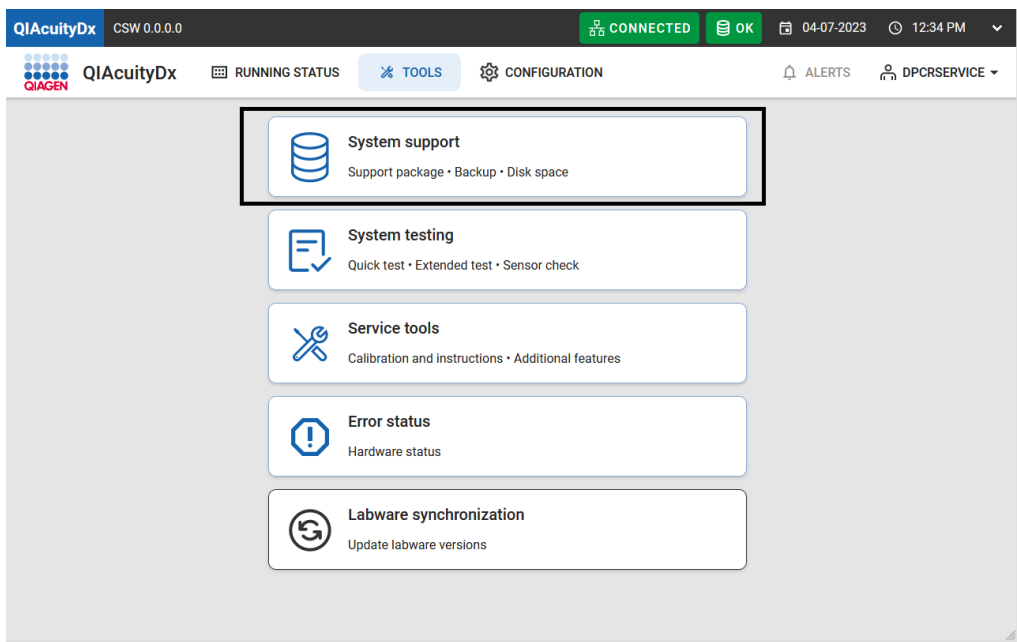 QIAcuityDx CSW 0.0.0.0 CONNECTED OK 04-07-2023 12:34 PM
QIAGEN QIAcuityDx RUNNING STATUS TOOLS CONFIGURATION ALERTS DPCRSERVICE
System support
Support package • Backup • Disk space
System testing
Quick test • Extended test • Sensor check
Service tools
Calibration and instructions • Additional features
Error status
Hardware status
Labware synchronization
Update labware versions